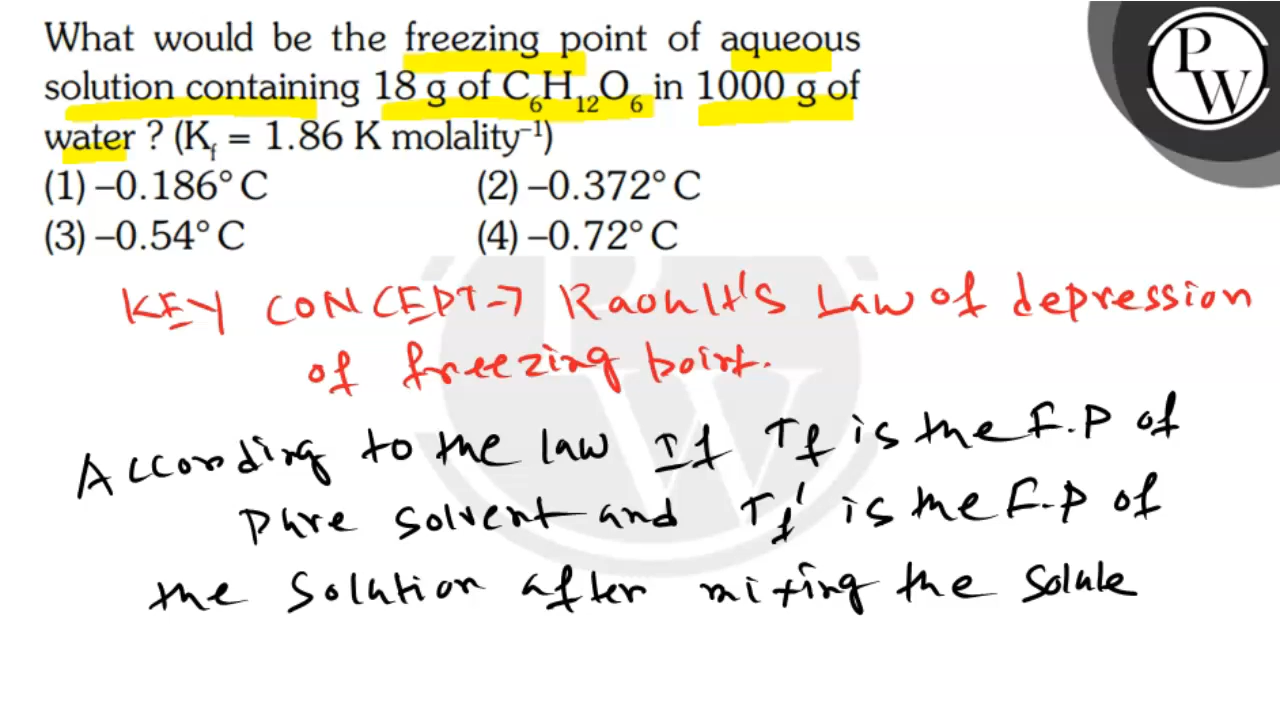 What would be the freezing point of aqueous
solution containing 18 g of C₆H₁₂O₆ in 1000 g of
water ? (K_f = 1.86 K molality⁻¹)
(1) –0.186° C (2) –0.372° C
(3) –0.54° C (4) –0.72° C
KEY CONCEPT→ Raoult's Law of depression
of freezing point.
According to the law If Tf is the F.P of
pure solvent and Tf' is the F.P of
the solution after mixing the solute
P
W